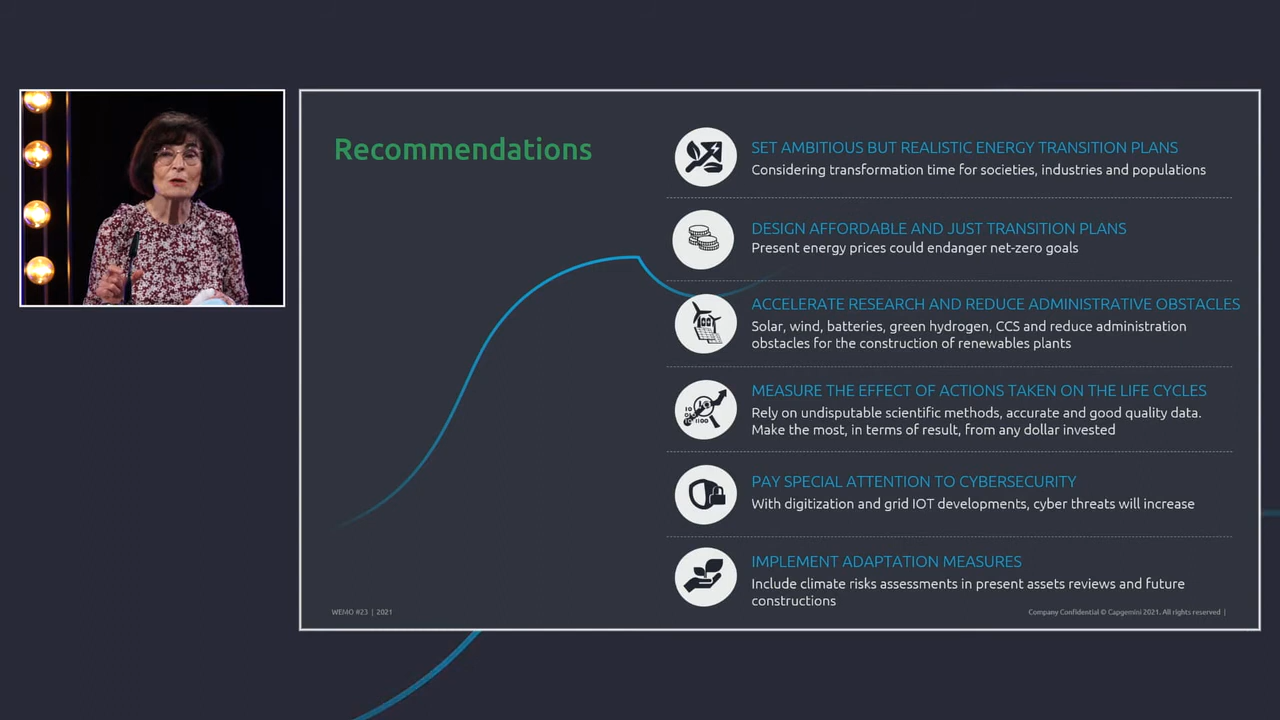 Recommendations
SET AMBITIOUS BUT REALISTIC ENERGY TRANSITION PLANS
Considering transformation time for societies, industries and populations
DESIGN AFFORDABLE AND JUST TRANSITION PLANS
Present energy prices could endanger net-zero goals
ACCELERATE RESEARCH AND REDUCE ADMINISTRATIVE OBSTACLES
Solar, wind, batteries, green hydrogen, CCS and reduce administration
obstacles for the construction of renewables plants
MEASURE THE EFFECT OF ACTIONS TAKEN ON THE LIFE CYCLES
Rely on undisputable scientific methods, accurate and good quality data.
Make the most, in terms of result, from any dollar invested
PAY SPECIAL ATTENTION TO CYBERSECURITY
With digitization and grid IOT developments, cyber threats will increase
IMPLEMENT ADAPTATION MEASURES
Include climate risks assessments in present assets reviews and future
constructions
WEMO #23 | 2021
Company Confidential © Capgemini 2021. All rights reserved |